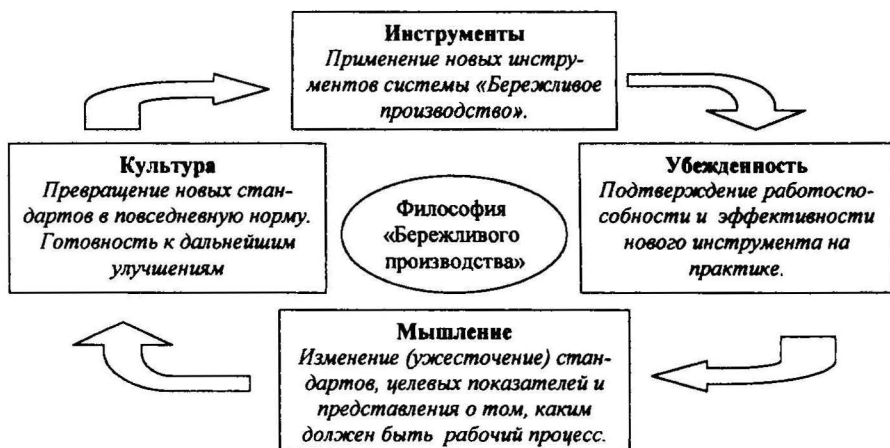 Инструменты
Применение новых инстру-
ментов системы «Бережливое
производство».
Культура
Превращение новых стан-
дартов в повседневную норму.
Готовность к дальнейшим
улучшениям
Философия
«Бережливого
производства»
Убежденность
Подтверждение работоспо-
собности и эффективности
нового инструмента на
практике.
Мышление
Изменение (ужесточение) стан-
дартов, целевых показателей и
представления о том, каким
должен быть рабочий процесс.